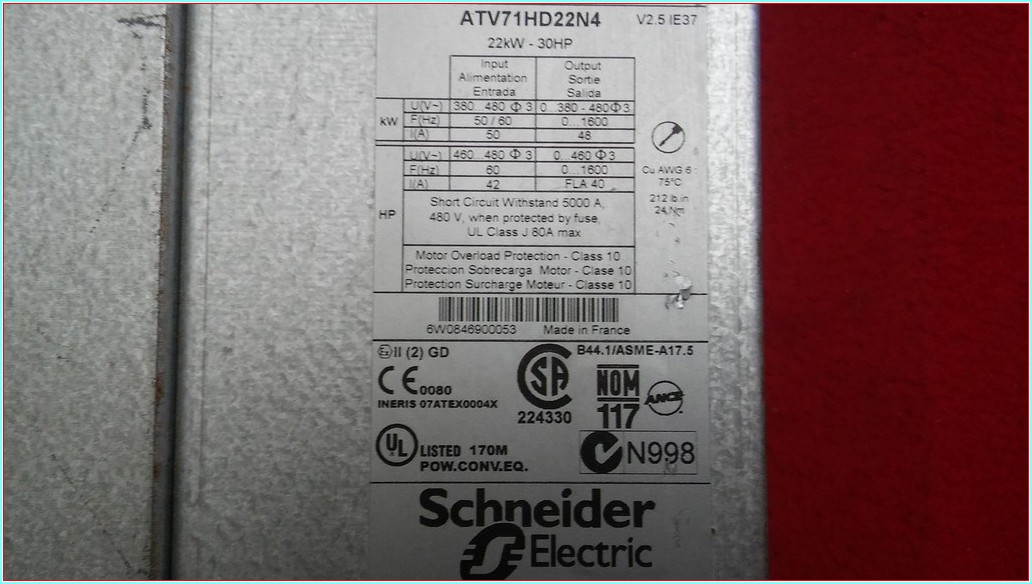 ATV71HD22N4 V2.5 IE37
22kW - 30HP
Input Output
Alimentation Sortie
Entrada Salida
kW
U(V~) 380...480 Φ 3 0...380 - 480Φ3
F(Hz) 50 / 60 0...1600
I(A) 50 48
HP
U(V~) 460...480 Φ 3 0...460 Φ3
F(Hz) 60 0...1600
I(A) 42 FLA 40
Short Circuit Withstand 5000 A,
480 V, when protected by fuse,
UL Class J 80A max
Motor Overload Protection - Class 10
Proteccion Sobrecarga Motor - Clase 10
Protection Surcharge Moteur - Classe 10
Cu AWG 6
75°C
212 lb.in
24 Nm
6W0846900053 Made in France
Ex II (2) GD
CE 0080
INERIS 07ATEX0004X
SA
224330
B44.1/ASME-A17.5
NOM
117
ANCE
UL LISTED 170M
POW.CONV.EQ.
N998
Schneider
Electric